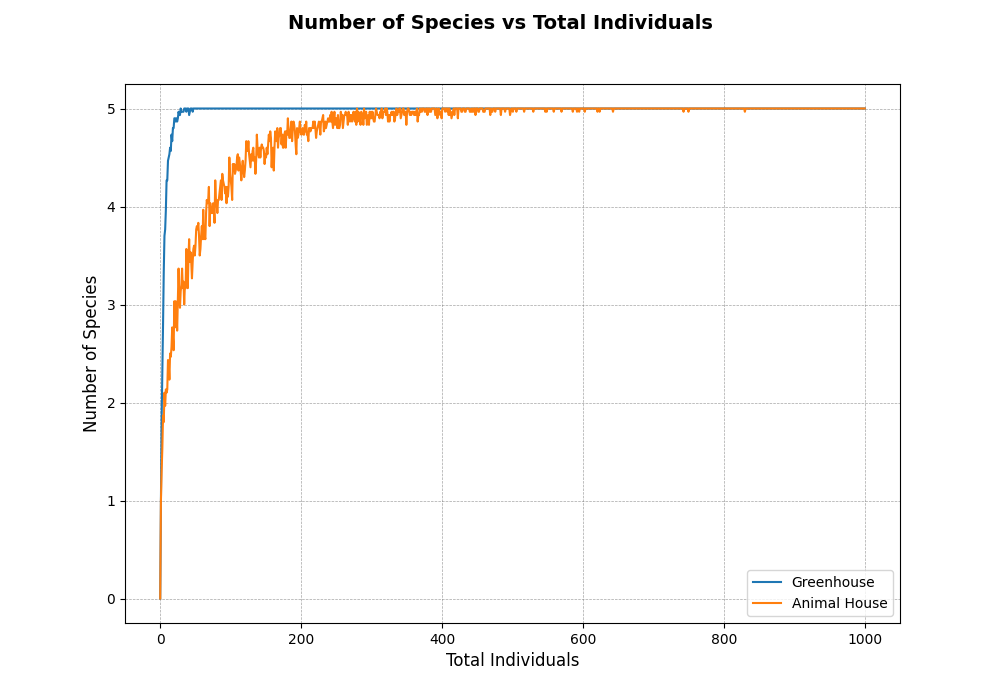 Number of Species vs Total Individuals
5
4
3
2
1
0
Number of Species
0 200 400 600 800 1000
Total Individuals
Greenhouse
Animal House